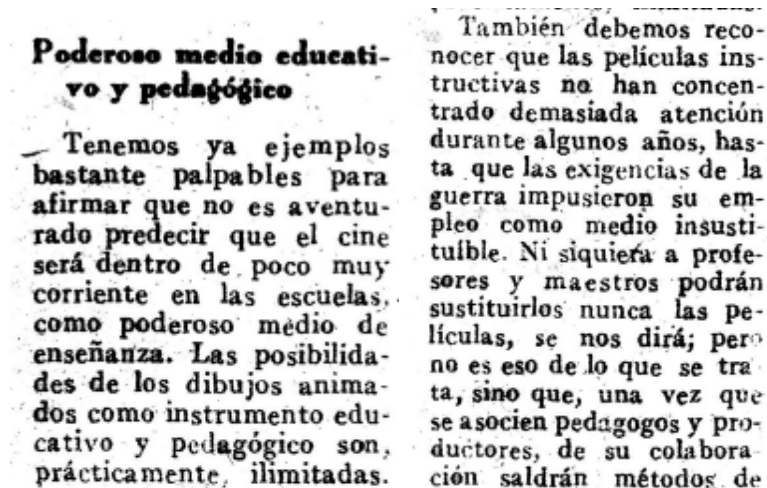 Poderoso medio educati-
vo y pedagógico
Tenemos ya ejemplos
bastante palpables para
afirmar que no es aventu-
rado predecir que el cine
será dentro de poco muy
corriente en las escuelas,
como poderoso medio de
enseñanza. Las posibilida-
des de los dibujos anima-
dos como instrumento edu-
cativo y pedagógico son,
prácticamente, ilimitadas.
También debemos reco-
nocer que las películas ins-
tructivas no han concen-
trado demasiada atención
durante algunos años, has-
ta que las exigencias de la
guerra impusieron su em-
pleo como medio insusti-
tuíble. Ni siquiera a profe-
sores y maestros podrán
sustituirlos nunca las pe-
lículas, se nos dirá; pero
no es eso de lo que se tra
ta, sino que, una vez que
se asocien pedagogos y pro-
ductores, de su colabora
ción saldrán métodos de